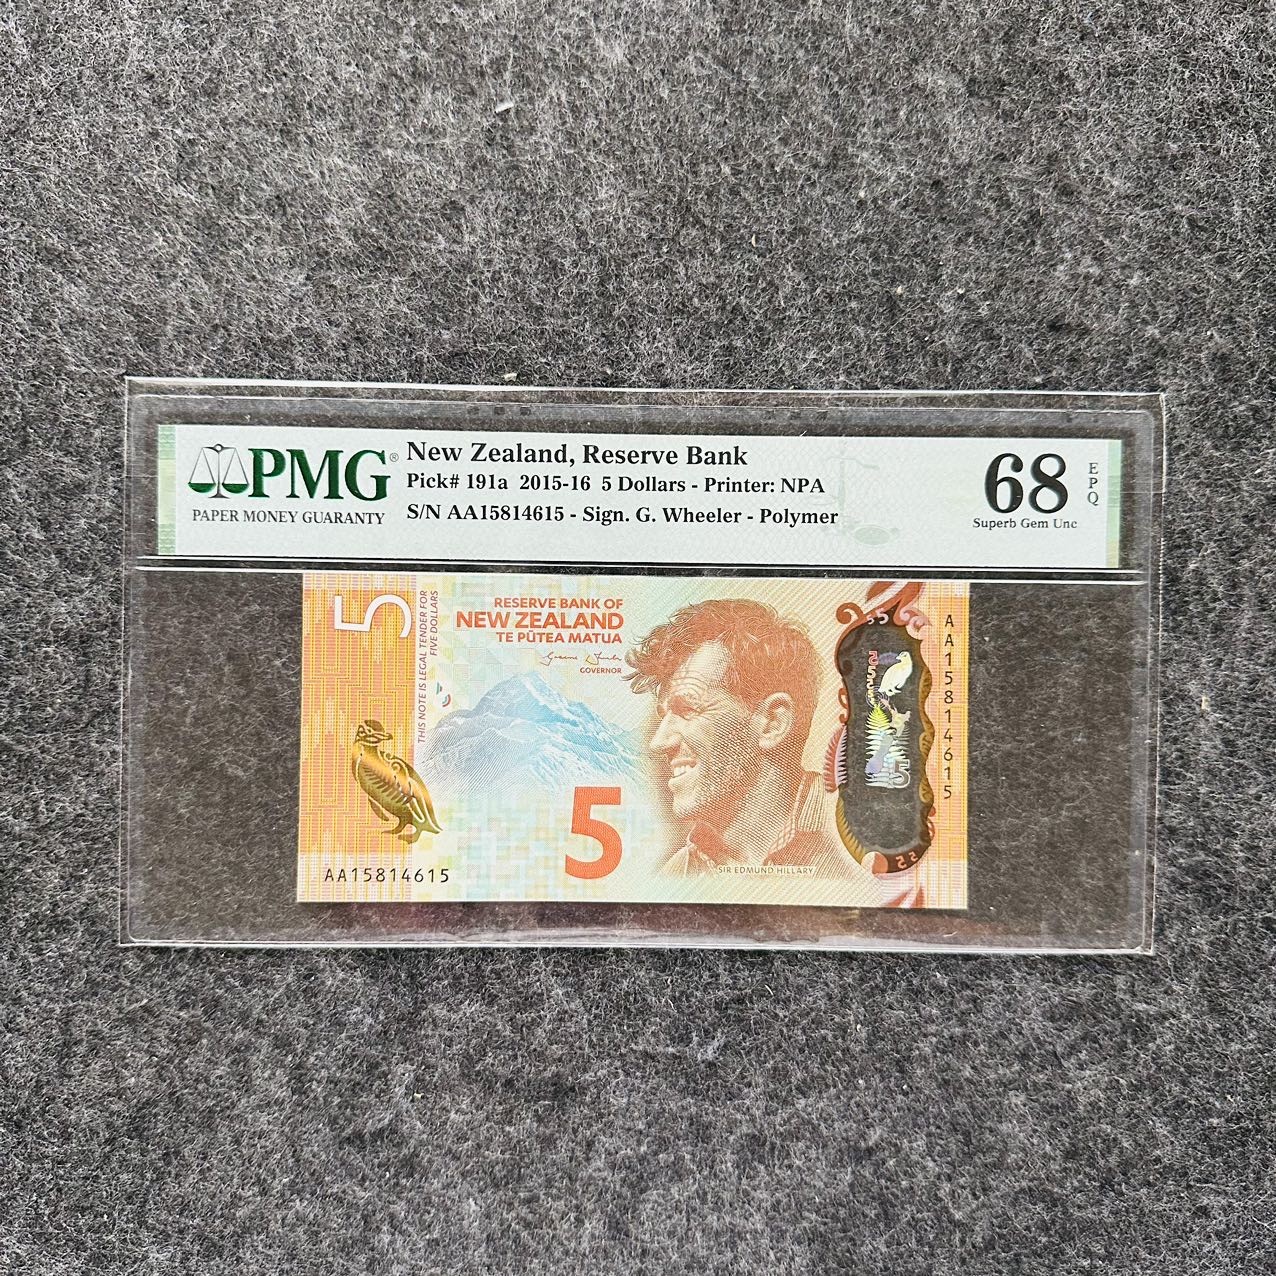 PMG®
PAPER MONEY GUARANTY
New Zealand, Reserve Bank
Pick# 191a 2015-16 5 Dollars - Printer: NPA
S/N AA15814615 - Sign. G. Wheeler - Polymer
68
EPQ
Superb Gem Unc
5
THIS NOTE IS LEGAL TENDER FOR
FIVE DOLLARS
RESERVE BANK OF
NEW ZEALAND
TE PŪTEA MATUA
GOVERNOR
5
SIR EDMUND HILLARY
AA15814615
AA15814615
5
5